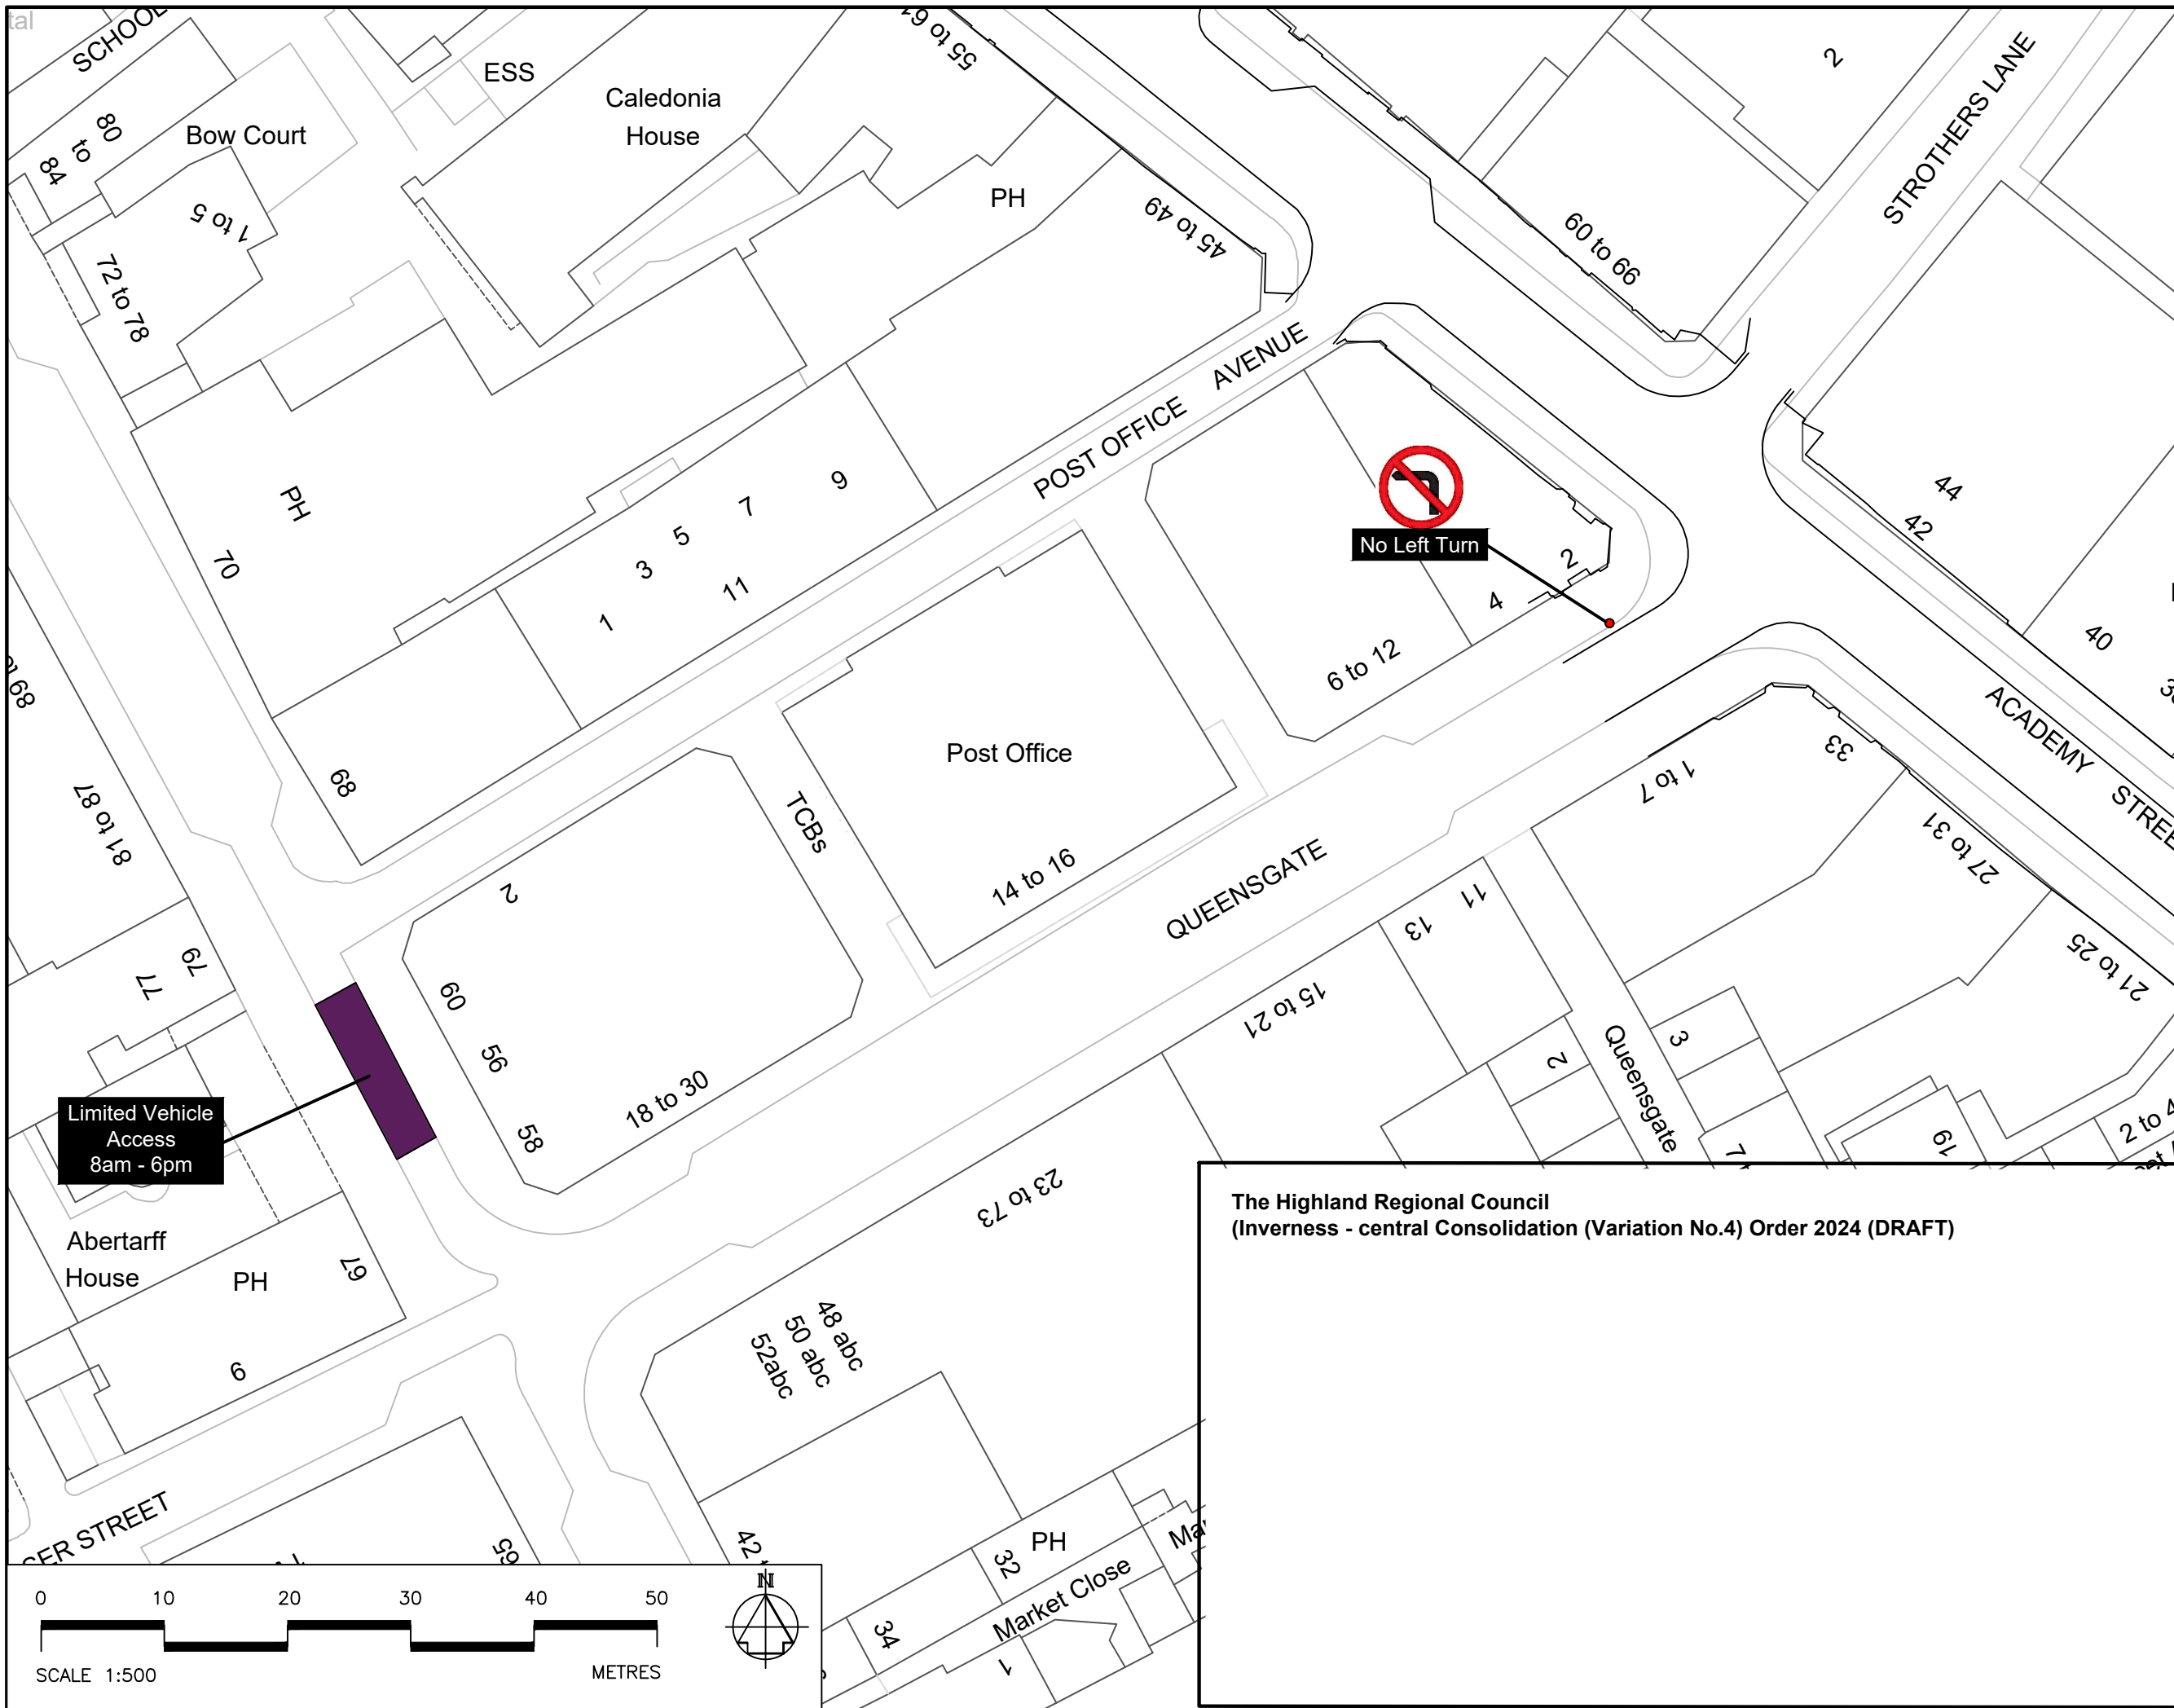 tal
SCHOOL
ESS
Caledonia
House
55 to 61
2
STROTHERS LANE
80
to
84
Bow Court
1 to 5
72 to 78
PH
45 to 49
60 to 66
POST OFFICE AVENUE
PH
70
1
3
5
7
9
11
No Left Turn
2
4
6 to 12
44
42
40
ACADEMY
68
81 to 87
Post Office
TCBs
14 to 16
QUEENSGATE
1 to 7
33
27 to 31
21 to 25
2
79
77
60
56
58
18 to 30
11
13
15 to 21
2
Queensgate
3
19
2 to 4
Limited Vehicle
Access
8am - 6pm
Abertarff
House
PH
67
9
23 to 73
48 abc
50 abc
52abc
The Highland Regional Council
(Inverness - central Consolidation (Variation No.4) Order 2024 (DRAFT)
65
PH
32
34
Market Close
1
0 10 20 30 40 50
N
SCALE 1:500
METRES